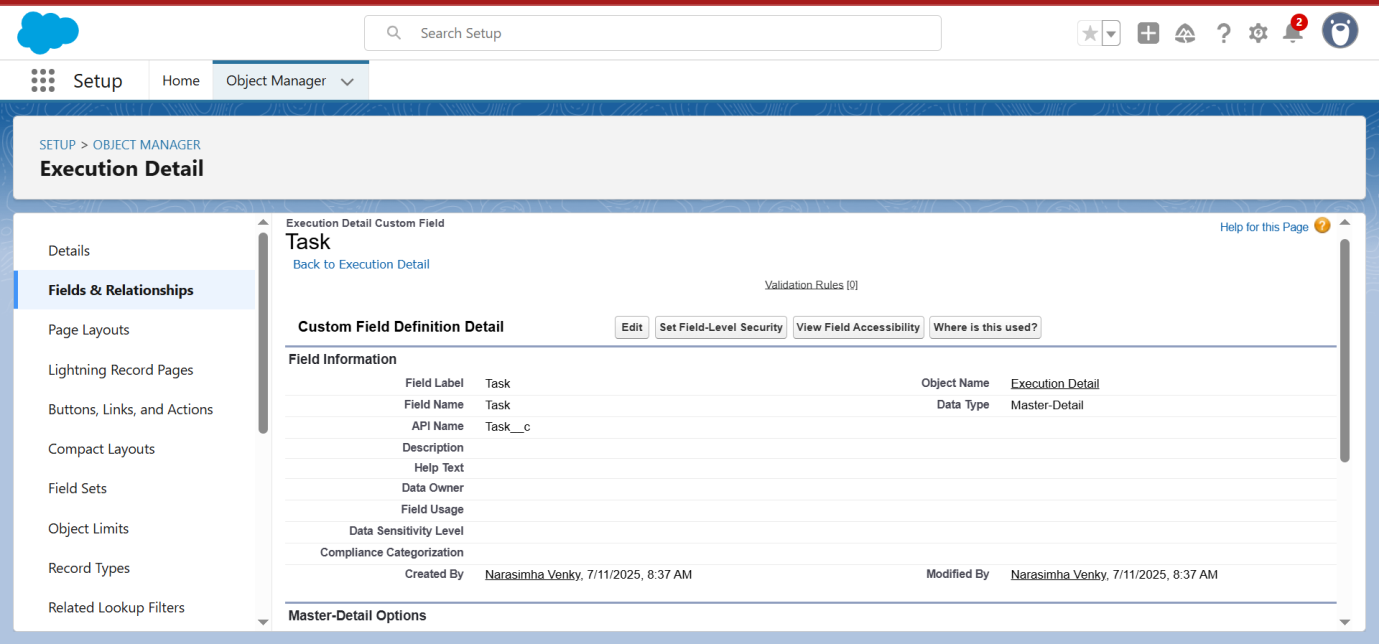 Search Setup
2
Setup
Home
Object Manager
SETUP > OBJECT MANAGER
Execution Detail
Details
Fields & Relationships
Page Layouts
Lightning Record Pages
Buttons, Links, and Actions
Compact Layouts
Field Sets
Object Limits
Record Types
Related Lookup Filters
Execution Detail Custom Field
Task
Help for this Page ?
Back to Execution Detail
Validation Rules [0]
Custom Field Definition Detail
Edit
Set Field-Level Security
View Field Accessibility
Where is this used?
Field Information
Field Label Task Object Name Execution Detail
Field Name Task Data Type Master-Detail
API Name Task__c
Description
Help Text
Data Owner
Field Usage
Data Sensitivity Level
Compliance Categorization
Created By Narasimha Venky, 7/11/2025, 8:37 AM Modified By Narasimha Venky, 7/11/2025, 8:37 AM
Master-Detail Options